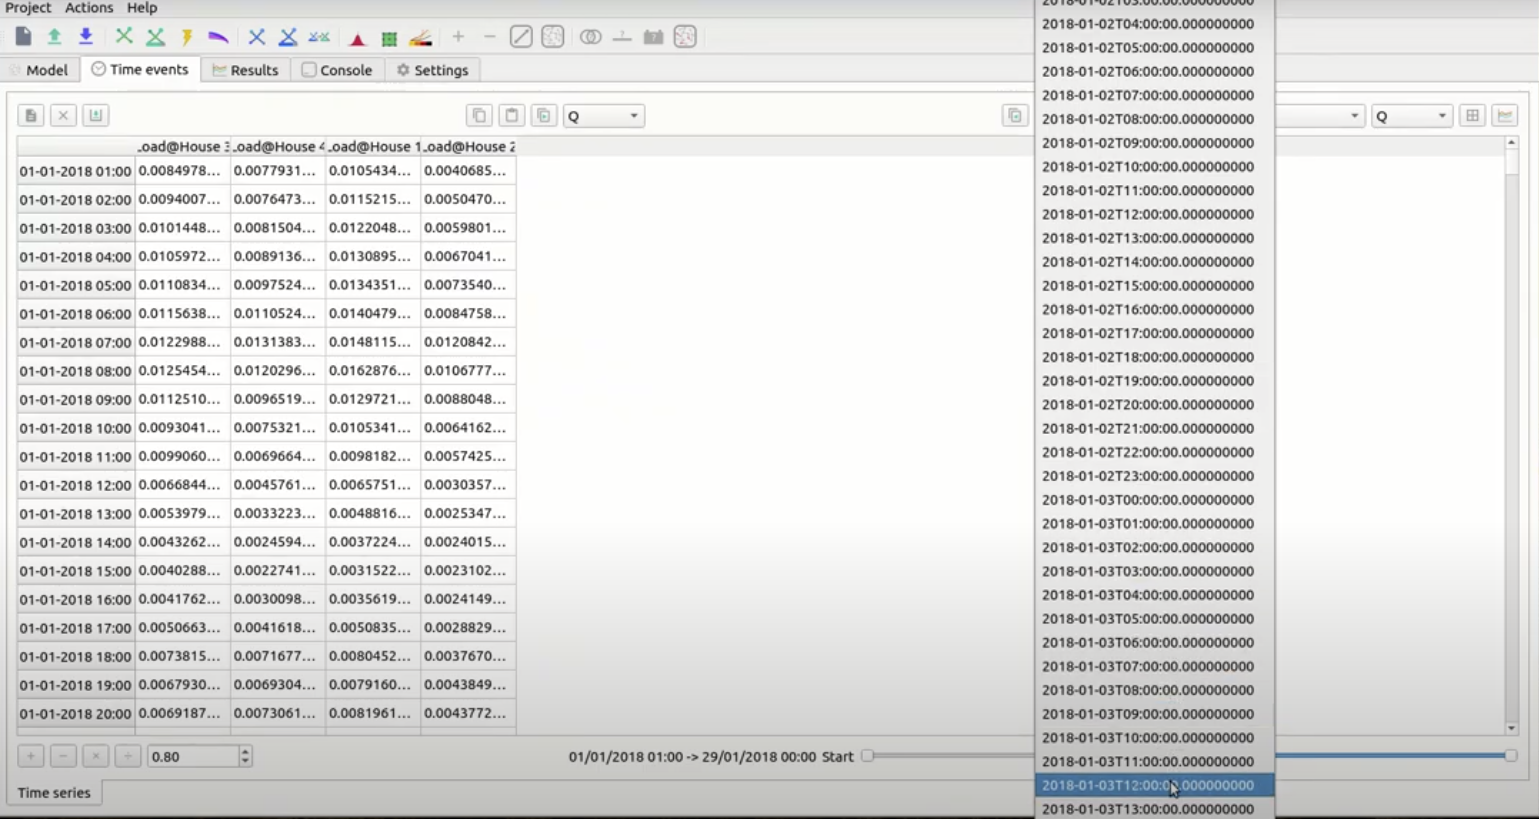 Project Actions Help
Model Time events Results Console Settings
Q Q
.oad@House 3 .oad@House 4 .oad@House 1 .oad@House 2
01-01-2018 01:00 0.0084978... 0.0077931... 0.0105434... 0.0040685...
01-01-2018 02:00 0.0094007... 0.0076473... 0.0115215... 0.0050470...
01-01-2018 03:00 0.0101448... 0.0081504... 0.0122048... 0.0059801...
01-01-2018 04:00 0.0105972... 0.0089136... 0.0130895... 0.0067041...
01-01-2018 05:00 0.0110834... 0.0097524... 0.0134351... 0.0073540...
01-01-2018 06:00 0.0115638... 0.0110524... 0.0140479... 0.0084758...
01-01-2018 07:00 0.0122988... 0.0131383... 0.0148115... 0.0120842...
01-01-2018 08:00 0.0125454... 0.0120296... 0.0162876... 0.0106777...
01-01-2018 09:00 0.0112510... 0.0096519... 0.0129721... 0.0088048...
01-01-2018 10:00 0.0093041... 0.0075321... 0.0105341... 0.0064162...
01-01-2018 11:00 0.0099060... 0.0069664... 0.0098182... 0.0057425...
01-01-2018 12:00 0.0066844... 0.0045761... 0.0065751... 0.0030357...
01-01-2018 13:00 0.0053979... 0.0033223... 0.0048816... 0.0025347...
01-01-2018 14:00 0.0043262... 0.0024594... 0.0037224... 0.0024015...
01-01-2018 15:00 0.0040288... 0.0022741... 0.0031522... 0.0023102...
01-01-2018 16:00 0.0041762... 0.0030098... 0.0035619... 0.0024149...
01-01-2018 17:00 0.0050663... 0.0041618... 0.0050835... 0.0028829...
01-01-2018 18:00 0.0073815... 0.0071677... 0.0080452... 0.0037670...
01-01-2018 19:00 0.0067930... 0.0069304... 0.0079160... 0.0043849...
01-01-2018 20:00 0.0069187... 0.0073061... 0.0081961... 0.0043772...
0.80 01/01/2018 01:00 -> 29/01/2018 00:00 Start
Time series
2018-01-02T03:00:00.000000000
2018-01-02T04:00:00.000000000
2018-01-02T05:00:00.000000000
2018-01-02T06:00:00.000000000
2018-01-02T07:00:00.000000000
2018-01-02T08:00:00.000000000
2018-01-02T09:00:00.000000000
2018-01-02T10:00:00.000000000
2018-01-02T11:00:00.000000000
2018-01-02T12:00:00.000000000
2018-01-02T13:00:00.000000000
2018-01-02T14:00:00.000000000
2018-01-02T15:00:00.000000000
2018-01-02T16:00:00.000000000
2018-01-02T17:00:00.000000000
2018-01-02T18:00:00.000000000
2018-01-02T19:00:00.000000000
2018-01-02T20:00:00.000000000
2018-01-02T21:00:00.000000000
2018-01-02T22:00:00.000000000
2018-01-02T23:00:00.000000000
2018-01-03T00:00:00.000000000
2018-01-03T01:00:00.000000000
2018-01-03T02:00:00.000000000
2018-01-03T03:00:00.000000000
2018-01-03T04:00:00.000000000
2018-01-03T05:00:00.000000000
2018-01-03T06:00:00.000000000
2018-01-03T07:00:00.000000000
2018-01-03T08:00:00.000000000
2018-01-03T09:00:00.000000000
2018-01-03T10:00:00.000000000
2018-01-03T11:00:00.000000000
2018-01-03T12:00:00.000000000
2018-01-03T13:00:00.000000000